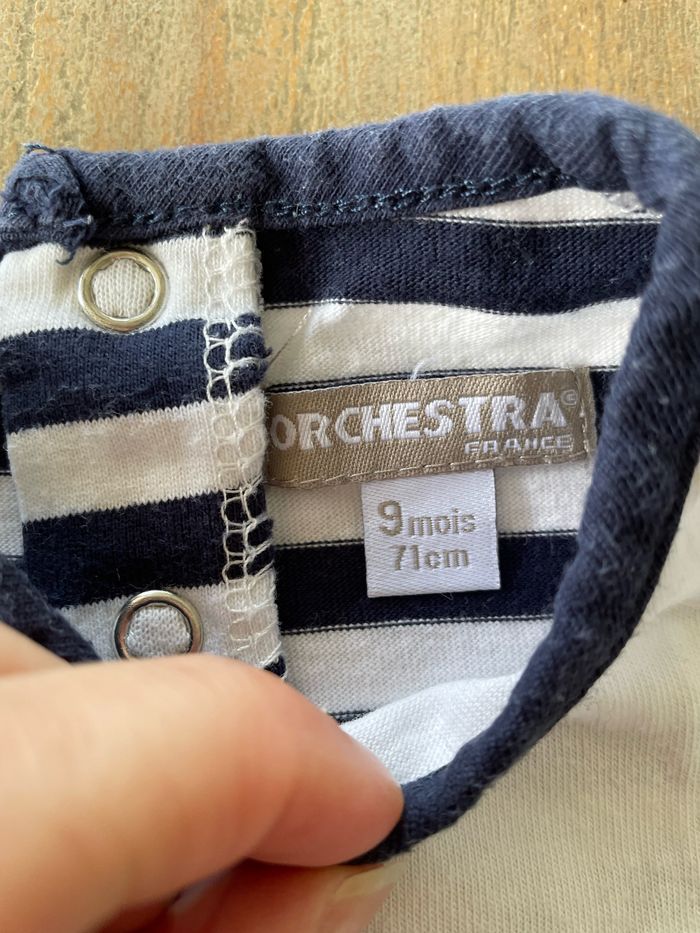 ORCHESTRA©
FRANCE
9 mois
71cm